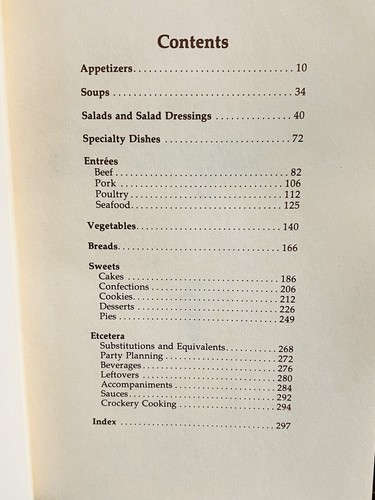 Contents
Appetizers............................10
Soups ................................34
Salads and Salad Dressings ..............40
Specialty Dishes .......................72
Entrées
Beef ...............................82
Pork ..............................106
Poultry............................112
Seafood............................125
Vegetables...........................140
Breads...............................166
Sweets
Cakes .............................186
Confections ........................206
Cookies............................212
Desserts ...........................226
Pies ..............................249
Etcetera
Substitutions and Equivalents..........268
Party Planning ......................272
Beverages..........................276
Leftovers ..........................280
Accompaniments ....................284
Sauces.............................292
Crockery Cooking ...................294
Index ...............................297